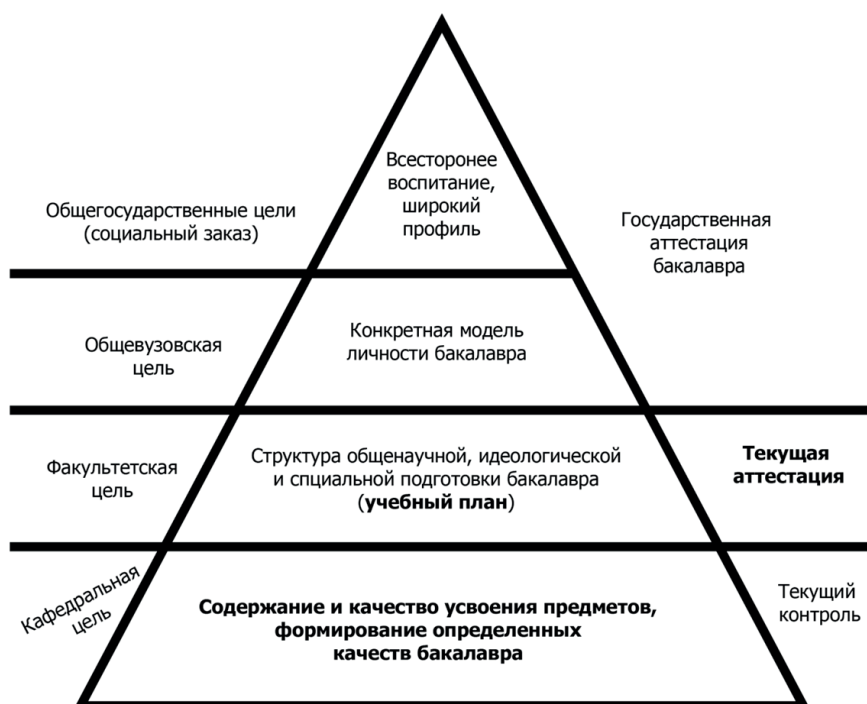 Всесторонее
воспитание,
широкий
профиль
Общегосударственные цели
(социальный заказ)
Государственная
аттестация
бакалавра
Общевузовская
цель
Конкретная модель
личности бакалавра
Факультетская
цель
Структура общенаучной, идеологической
и спциальной подготовки бакалавра
(учебный план)
Текущая
аттестация
Кафедральная
цель
Содержание и качество усвоения предметов,
формирование определенных
качеств бакалавра
Текущий
контроль